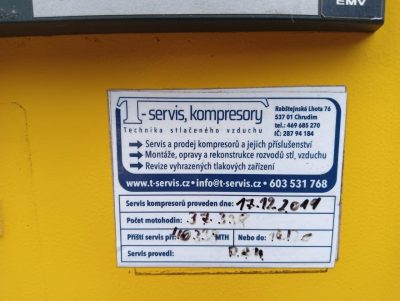 EMV
T-servis, kompresory
Technika stlačeného vzduchu
Rabštejnská Lhota 76
537 01 Chrudim
tel.: 469 685 270
IČ: 287 94 184
→ Servis a prodej kompresorů a jejich příslušenství
→ Montáže, opravy a rekonstrukce rozvodů stl. vzduchu
→ Revize vyhrazených tlakových zařízení
www.t-servis.cz • info@t-servis.cz • 603 531 768
Servis kompresorů proveden dne: 17.12.2019
Počet motohodin:
Příští servis při: MTH Nebo do:
Servis provedl: